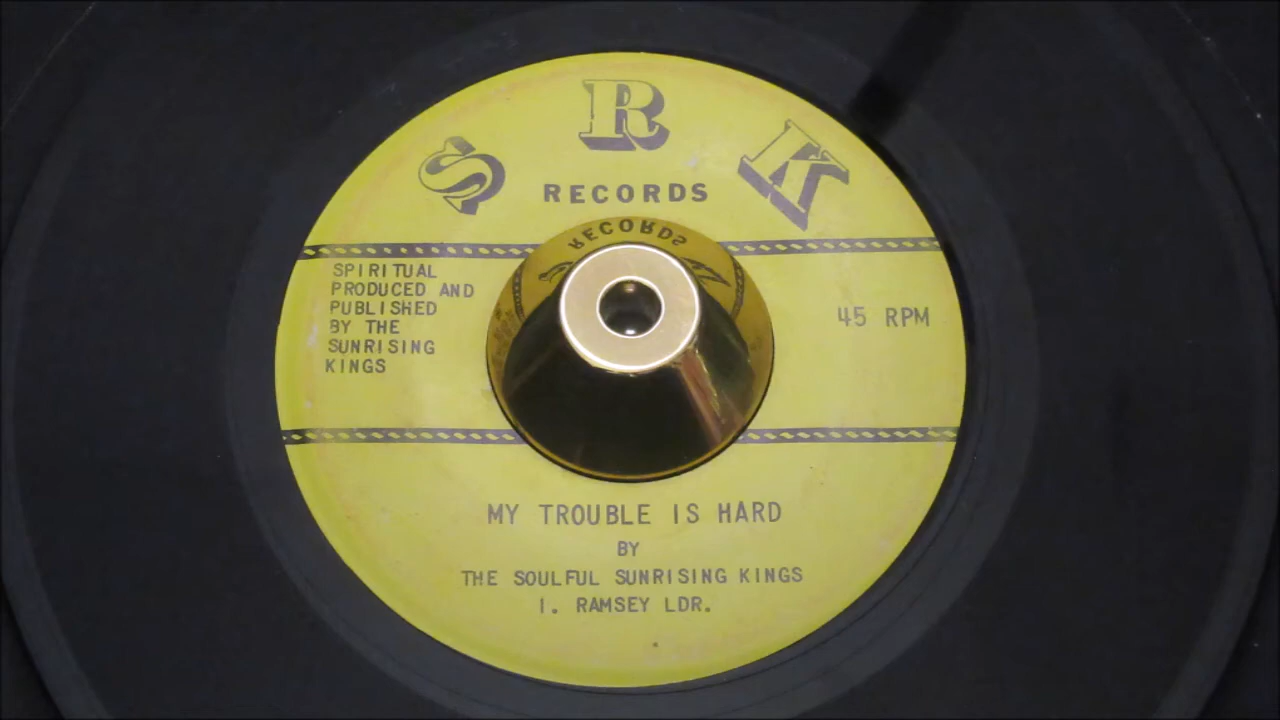 S R K
RECORDS
SPIRITUAL
PRODUCED AND
PUBLISHED
BY THE
SUNRISING
KINGS
45 RPM
MY TROUBLE IS HARD
BY
THE SOULFUL SUNRISING KINGS
I. RAMSEY LDR.